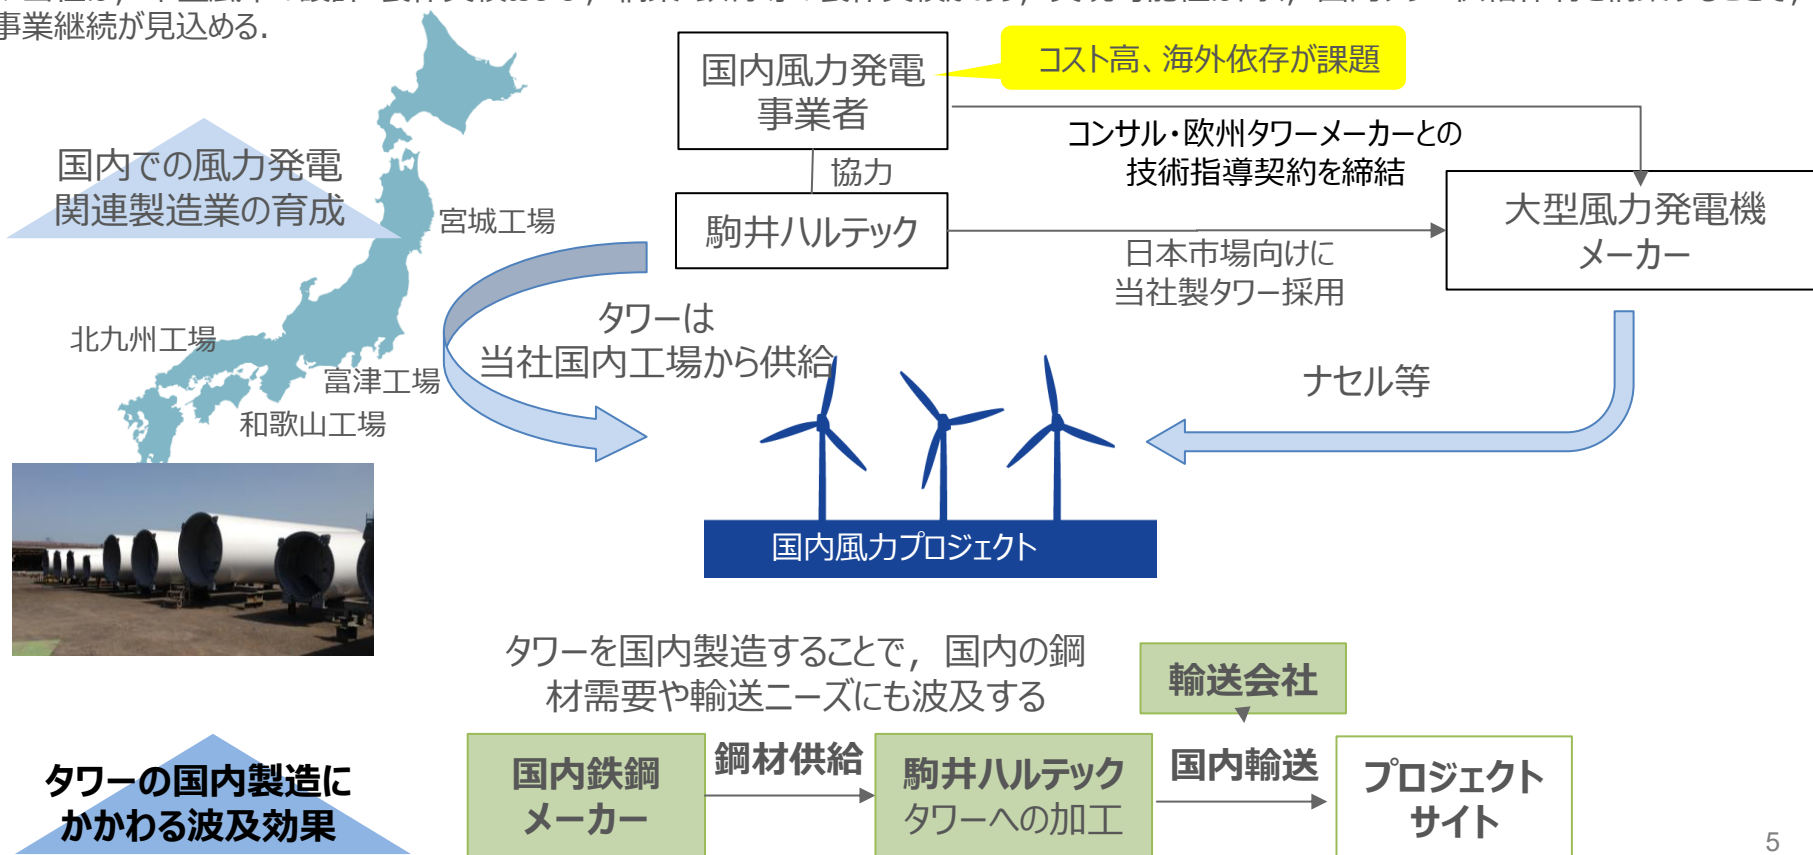 事業継続が見込める.
国内風力発電
事業者
コスト高、海外依存が課題
コンサル・欧州タワーメーカーとの
技術指導契約を締結
国内での風力発電
関連製造業の育成
協力
駒井ハルテック
大型風力発電機
メーカー
日本市場向けに
当社製タワー採用
宮城工場
北九州工場
富津工場
和歌山工場
タワーは
当社国内工場から供給
ナセル等
国内風力プロジェクト
タワーを国内製造することで，国内の鋼
材需要や輸送ニーズにも波及する
輸送会社
タワーの国内製造に
かかわる波及効果
国内鉄鋼
メーカー
鋼材供給
駒井ハルテック
タワーへの加工
国内輸送
プロジェクト
サイト
5